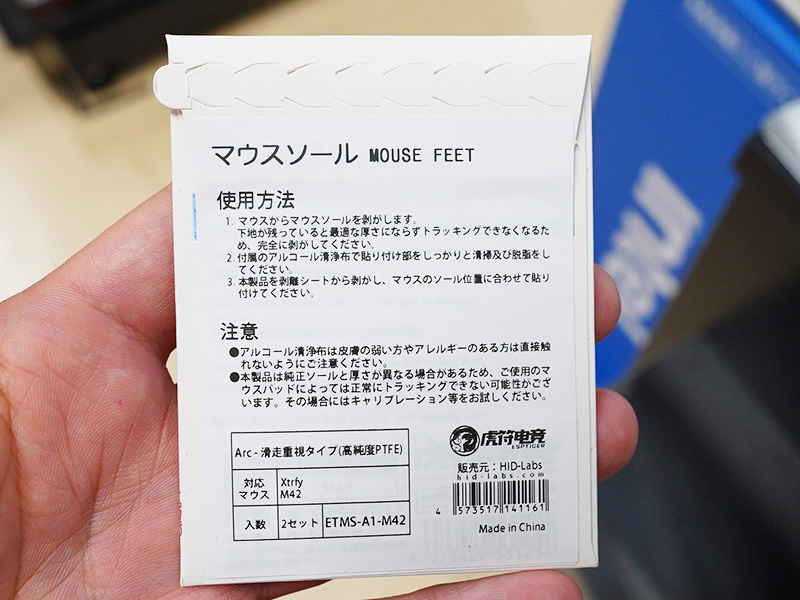 マウスソール MOUSE FEET
使用方法
1. マウスからマウスソールを剥がします。
下地が残っていると最適な厚さにならずトラッキングできなくなるた
め、完全に剥がしてください。
2. 付属のアルコール清浄布で貼り付け部をしっかりと清掃及び脱脂をし
てください。
3. 本製品を剥離シートから剥がし、マウスのソール位置に合わせて貼り
付けてください。
注意
●アルコール清浄布は皮膚の弱い方やアレルギーのある方は直接触
れないようにご注意ください。
●本製品は純正ソールと厚さが異なる場合があるため、ご使用のマ
ウスパッドによっては正常にトラッキングできない可能性がござ
います。その場合にはキャリブレーション等をお試しください。
Arc - 滑走重視タイプ(高純度PTFE)
対応
マウス
Xtrfy
M42
入数 2セット ETMS-A1-M42
虎符电竞
ESPTIGER
販売元：HID-Labs
hid-labs.com
4 573517 141161
Made in China